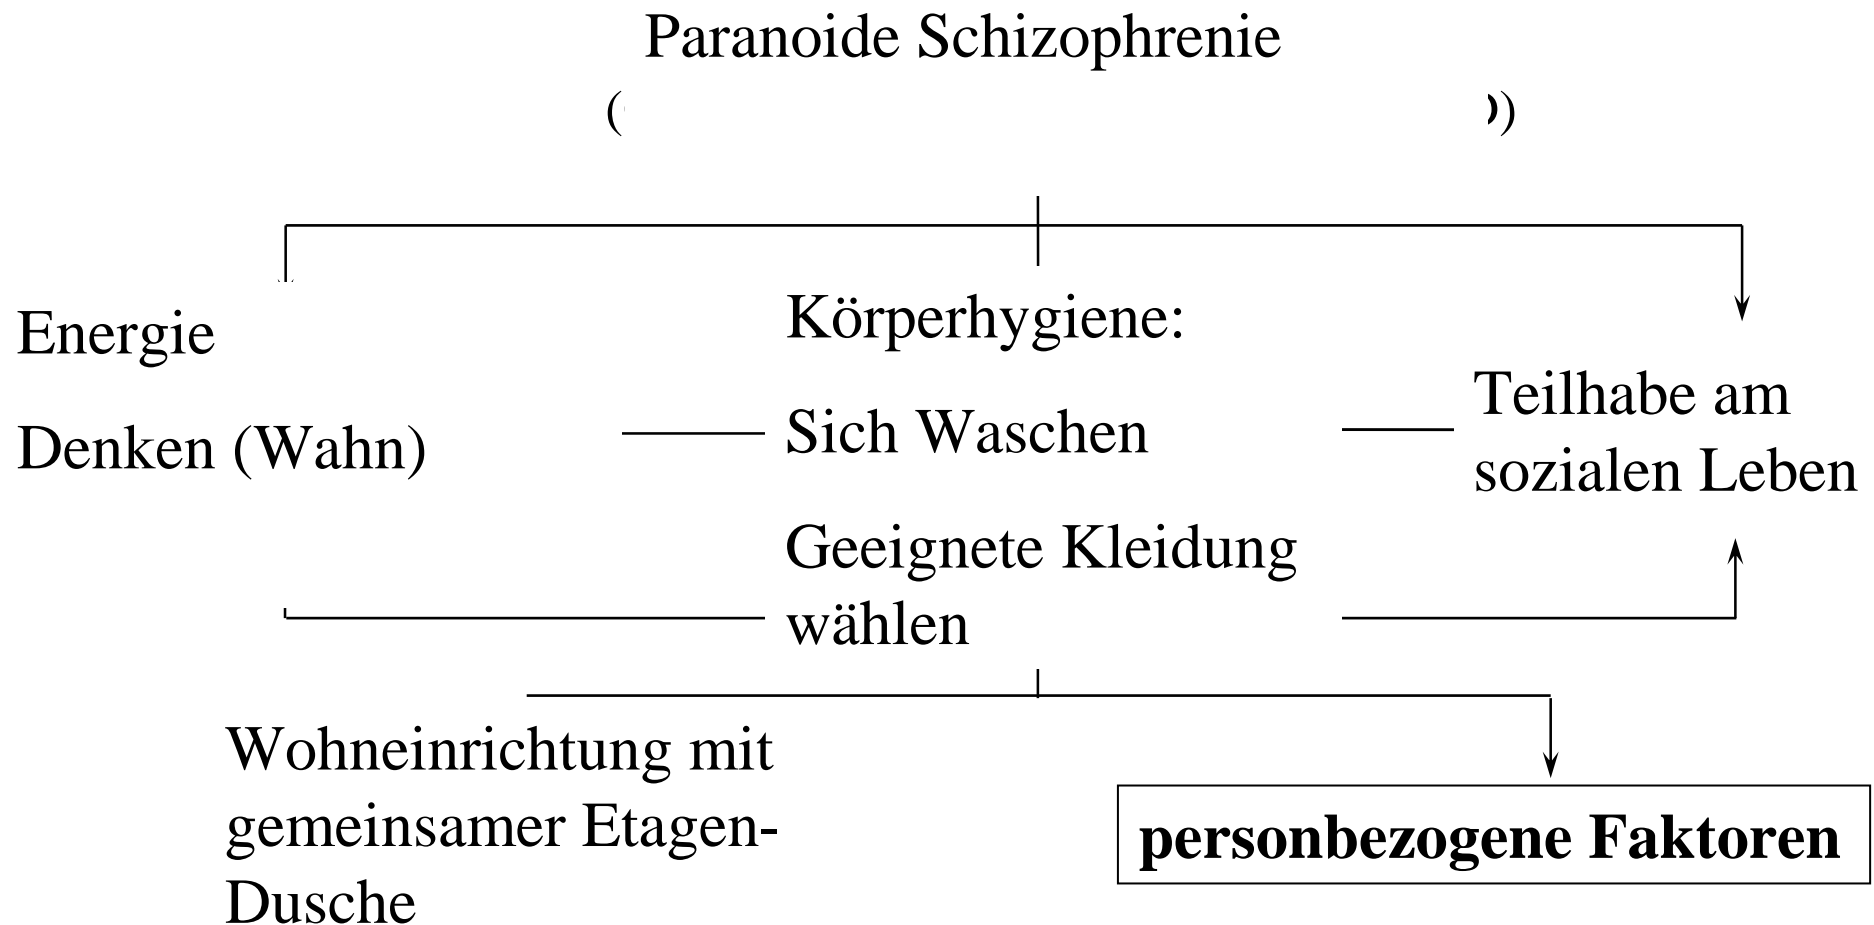 Paranoide Schizophrenie
( )
Energie
Denken (Wahn)
Körperhygiene:
Sich Waschen
Geeignete Kleidung
wählen
Teilhabe am
sozialen Leben
Wohneinrichtung mit
gemeinsamer Etagen-
Dusche
personbezogene Faktoren